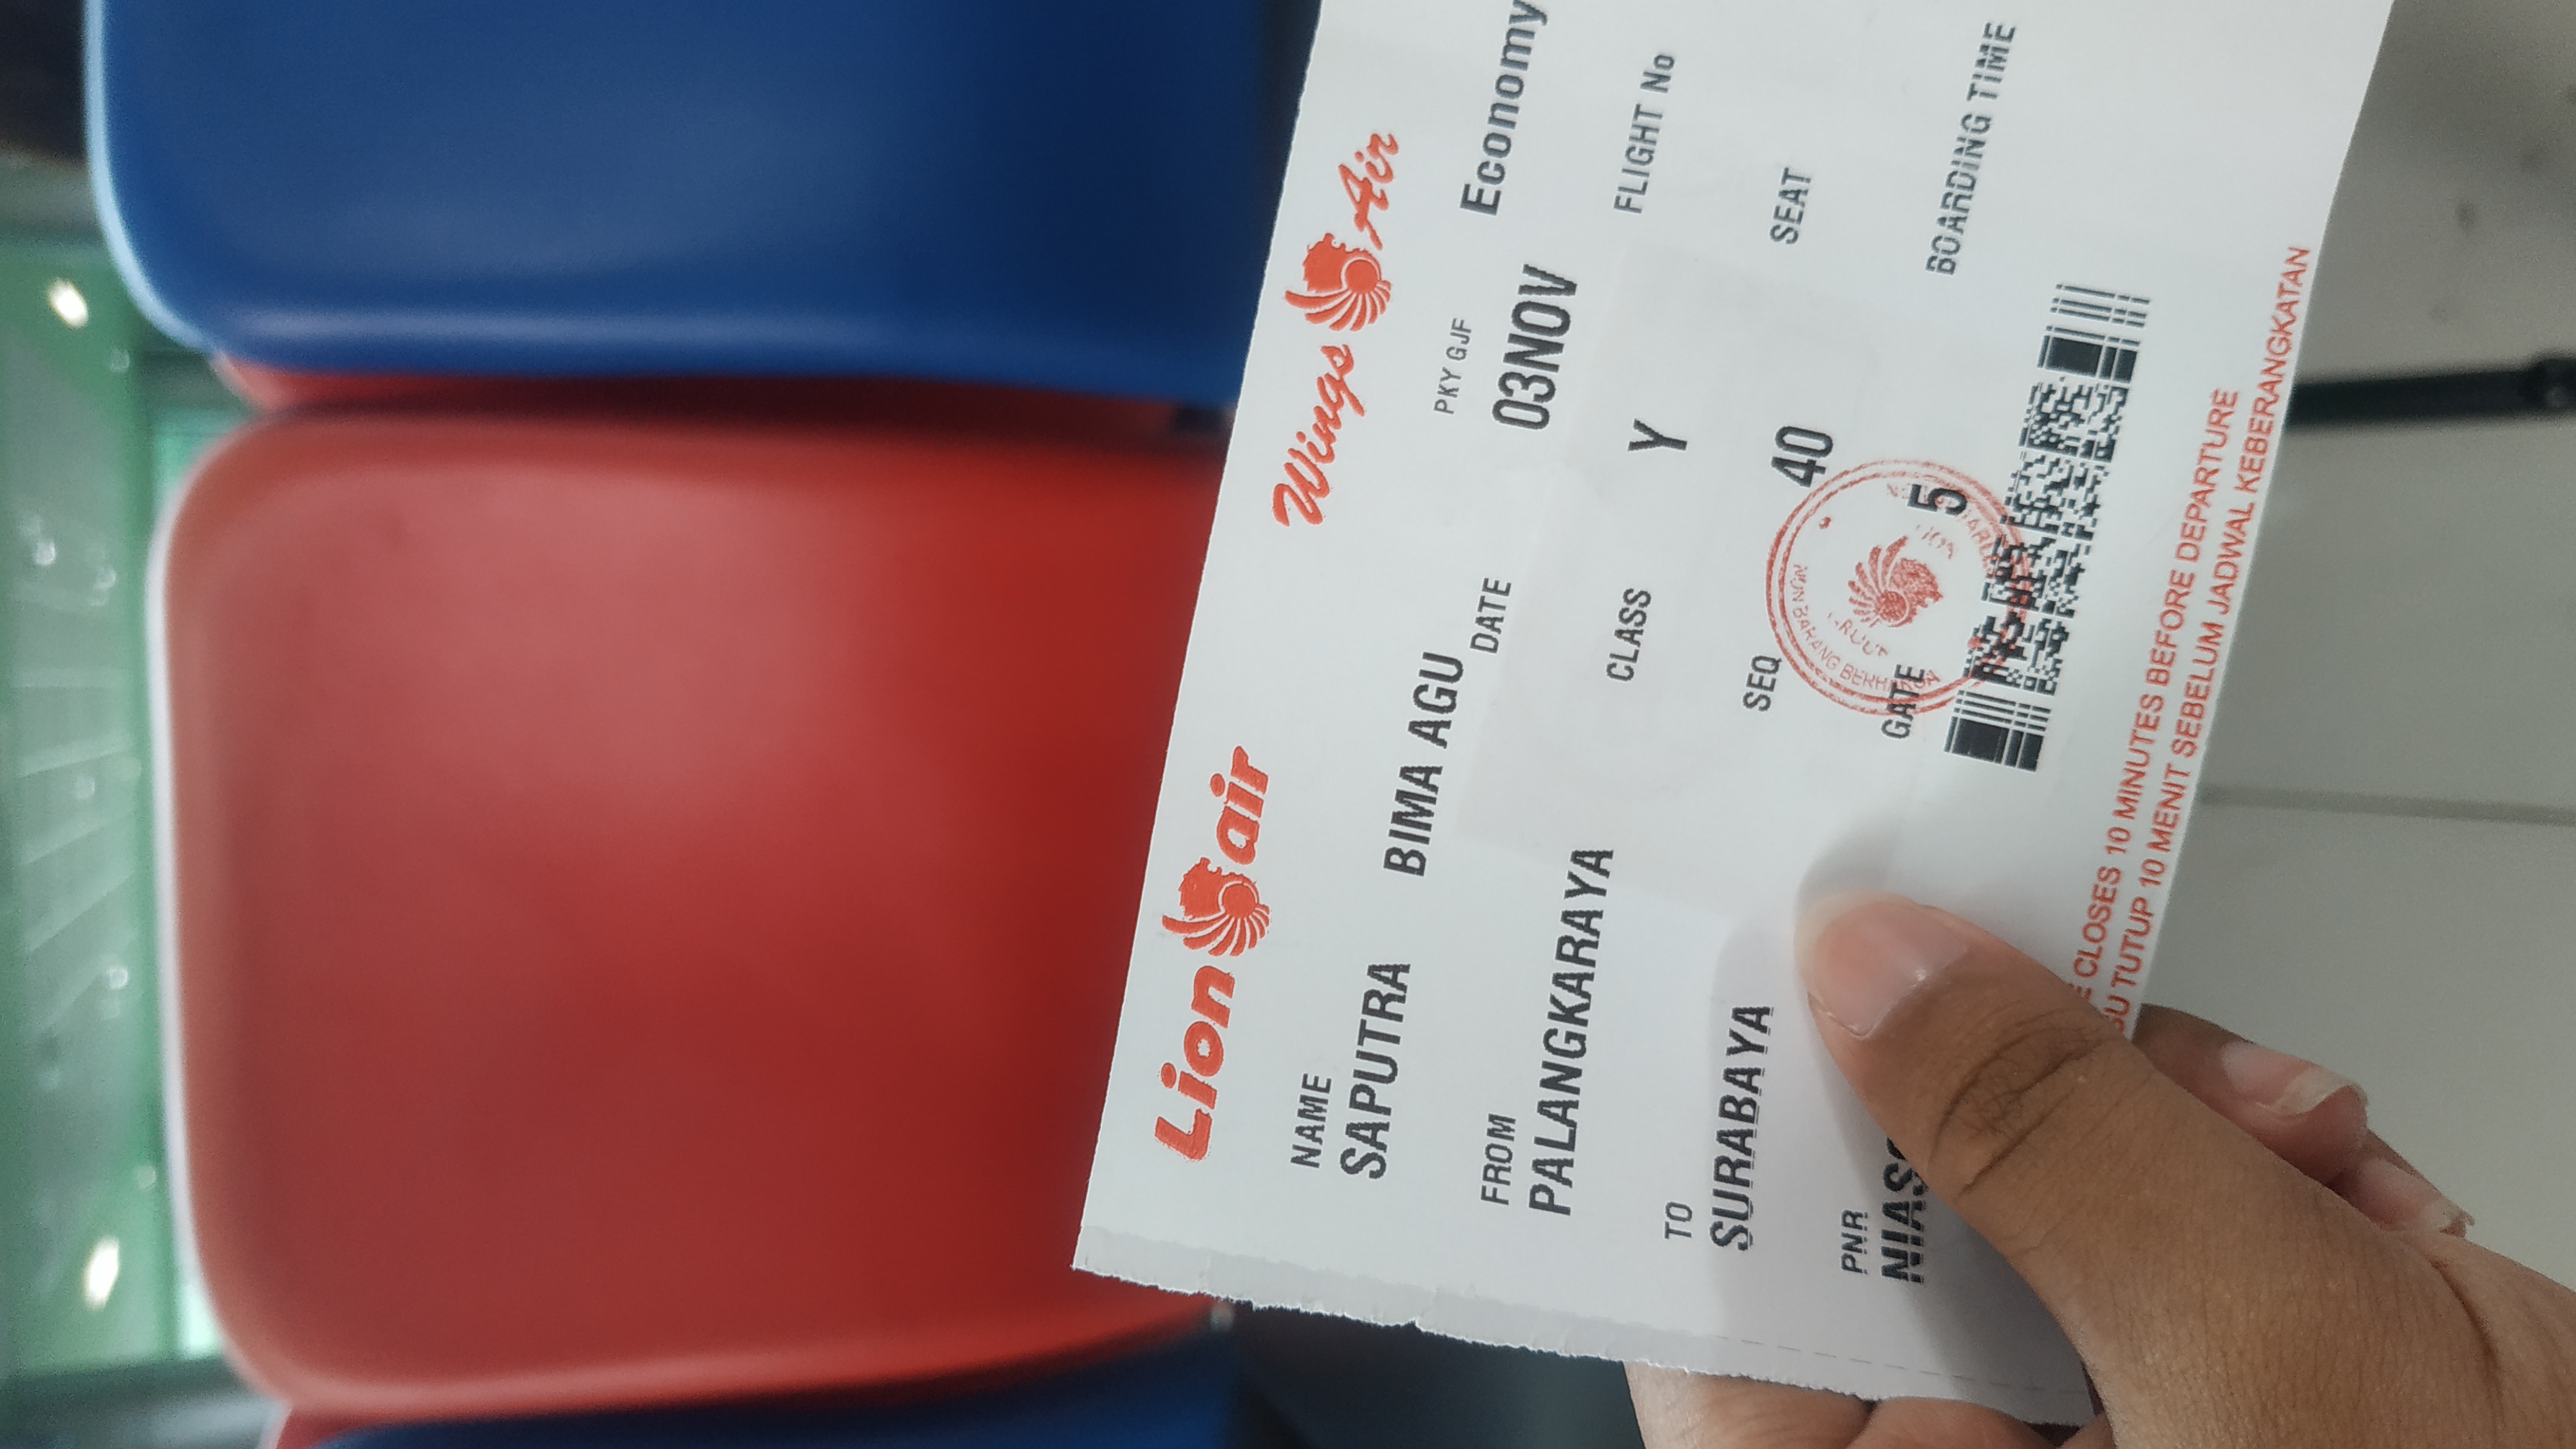 Lion air
Wings Air
NAME
SAPUTRA BIMA AGU
PKY GJF
Economy
FROM
DATE 03NOV
PALANGKARAYA
CLASS Y
FLIGHT No
TO
SURABAYA
SEQ 40
SEAT
PNR
GATE 5
BOARDING TIME
CLOSES 10 MINUTES BEFORE DEPARTURE
TUTUP 10 MENIT SEBELUM JADWAL KEBERANGKATAN